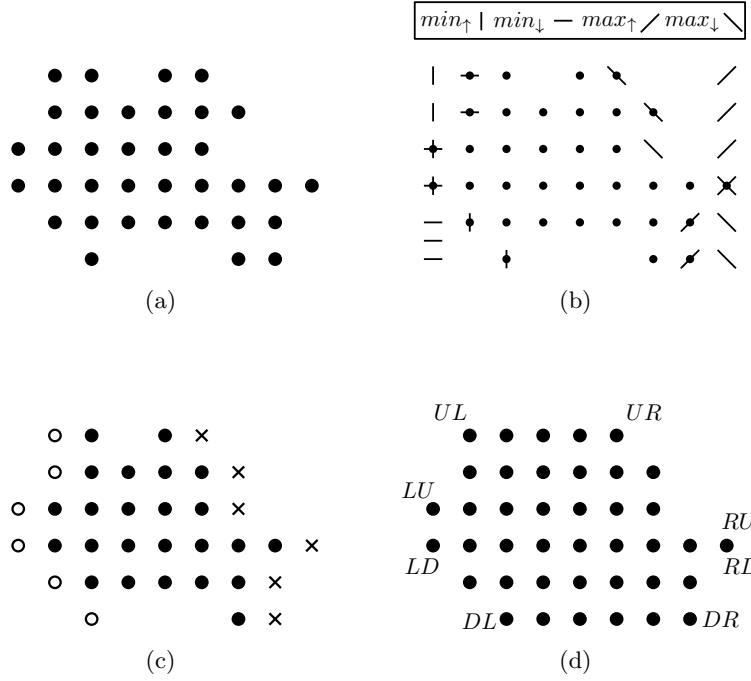 min↑ | min↓ — max↑ ╱ max↓ ╲
(a) (b)
UL UR
LU
RU
LD RD
DL DR
(c) (d)